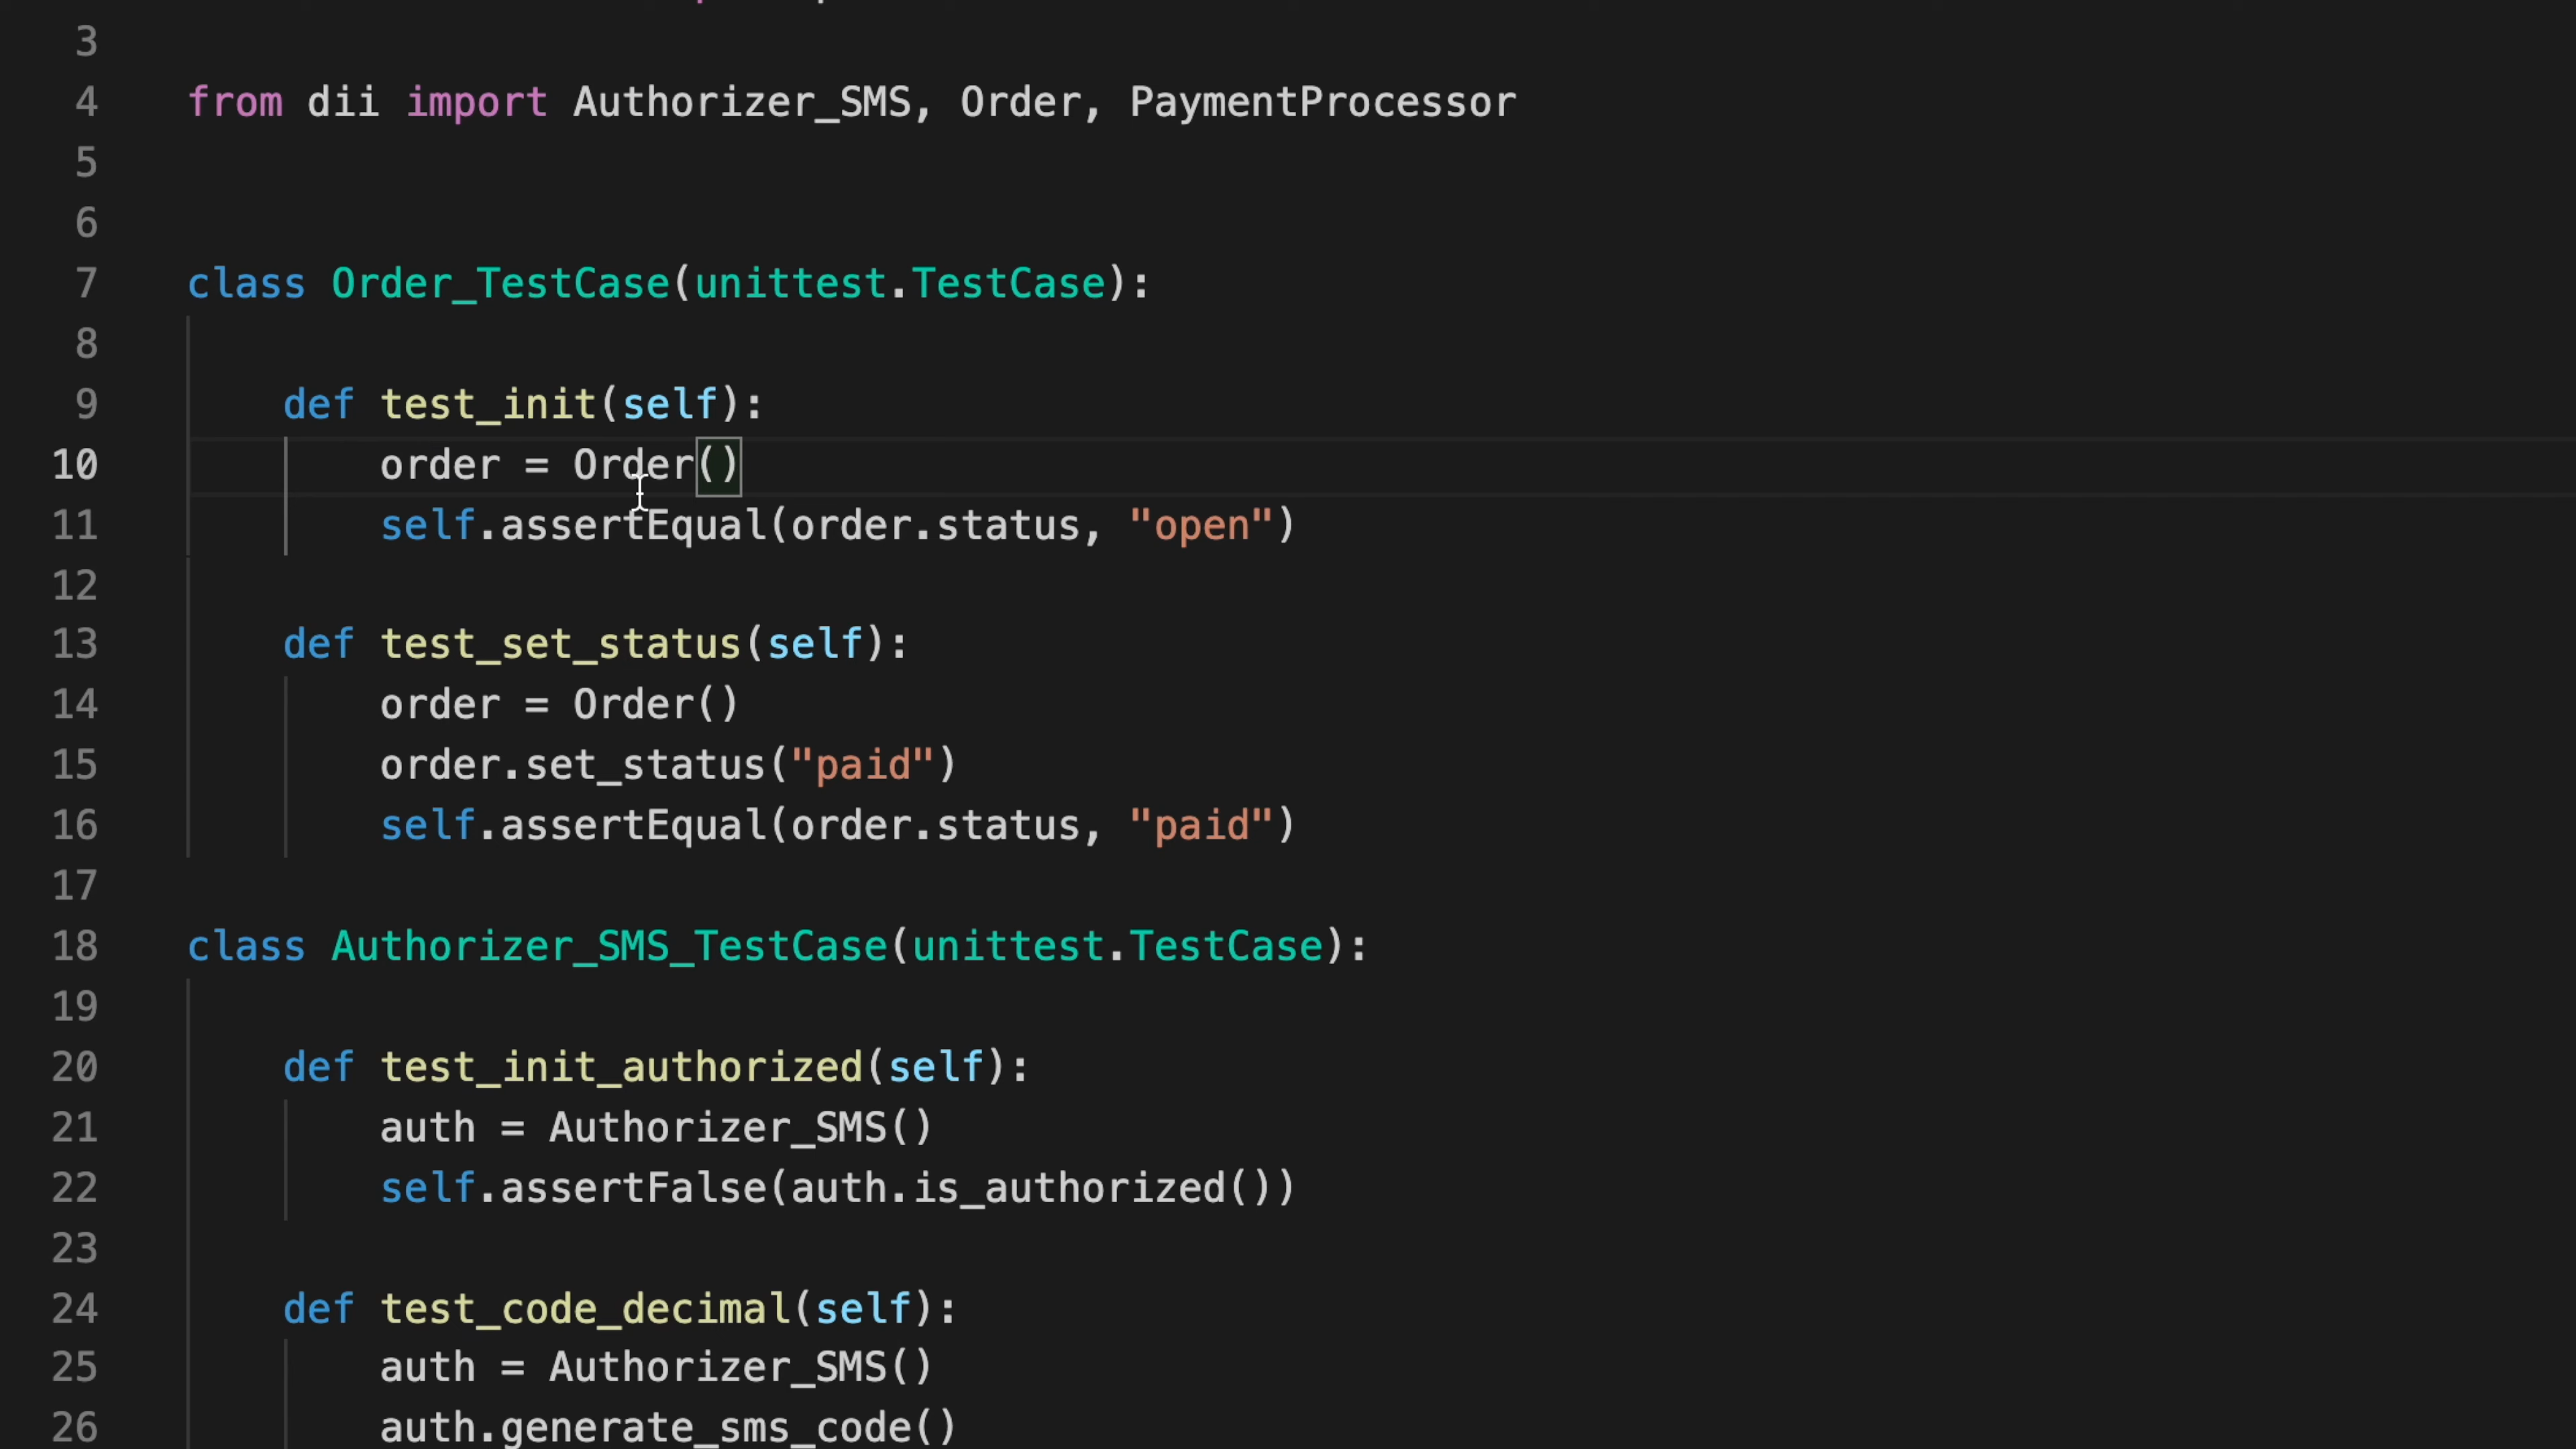 3
4 from dii import Authorizer_SMS, Order, PaymentProcessor
5
6
7 class Order_TestCase(unittest.TestCase):
8
9 def test_init(self):
10 order = Order()
11 self.assertEqual(order.status, "open")
12
13 def test_set_status(self):
14 order = Order()
15 order.set_status("paid")
16 self.assertEqual(order.status, "paid")
17
18 class Authorizer_SMS_TestCase(unittest.TestCase):
19
20 def test_init_authorized(self):
21 auth = Authorizer_SMS()
22 self.assertFalse(auth.is_authorized())
23
24 def test_code_decimal(self):
25 auth = Authorizer_SMS()
26 auth.generate_sms_code()